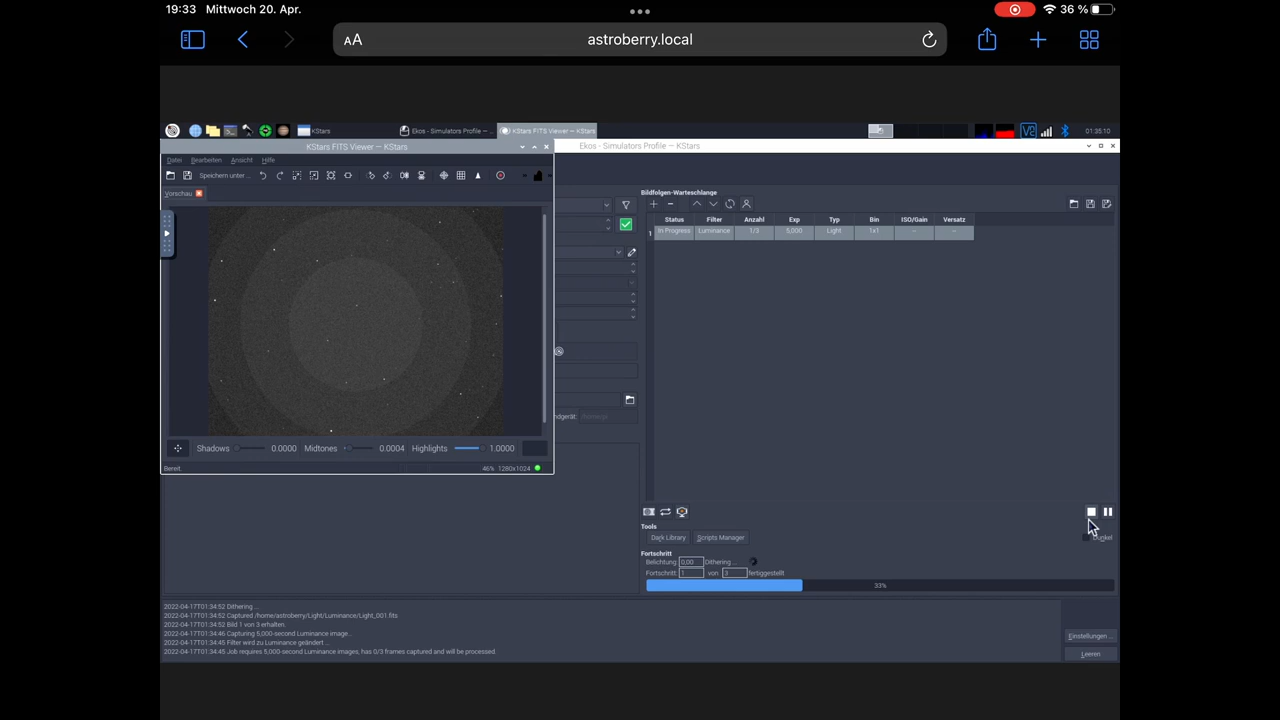 19:33 Mittwoch 20. Apr.
36 %
AA
astroberry.local
KStars
Ekos - Simulators Profile — ...
KStars FITS Viewer — KStars
V2
01:35:10
KStars FITS Viewer — KStars
Ekos - Simulators Profile — KStars
Datei Bearbeiten Ansicht Hilfe
Speichern unter ...
Vorschau
Bildfolgen-Warteschlange
Status Filter Anzahl Exp Typ Bin ISO/Gain Versatz
1 In Progress Luminance 1/3 5,000 Light 1x1 -- --
Shadows 0.0000 Midtones 0.0004 Highlights 1.0000
Bereit. 46% 1280x1024
Tools
Dark Library Scripts Manager
Dunkel
Fortschritt
Belichtung 0,00 Dithering ...
Fortschritt: 1 von 3 fertiggestellt
33%
2022-04-17T01:34:52 Dithering ...
2022-04-17T01:34:52 Captured /home/astroberry/Light/Luminance/Light_001.fits
2022-04-17T01:34:52 Bild 1 von 3 erhalten.
2022-04-17T01:34:46 Capturing 5,000-second Luminance image...
2022-04-17T01:34:45 Filter wird zu Luminance geändert ...
2022-04-17T01:34:45 Job requires 5,000-second Luminance images, has 0/3 frames captured and will be processed.
Einstellungen ...
Leeren